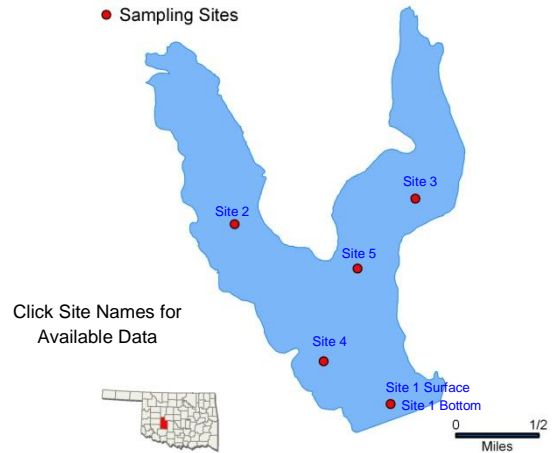 Sampling Sites
Site 3
Site 2
Site 5
Click Site Names for
Available Data
Site 4
Site 1 Surface
Site 1 Bottom
0 1/2
Miles